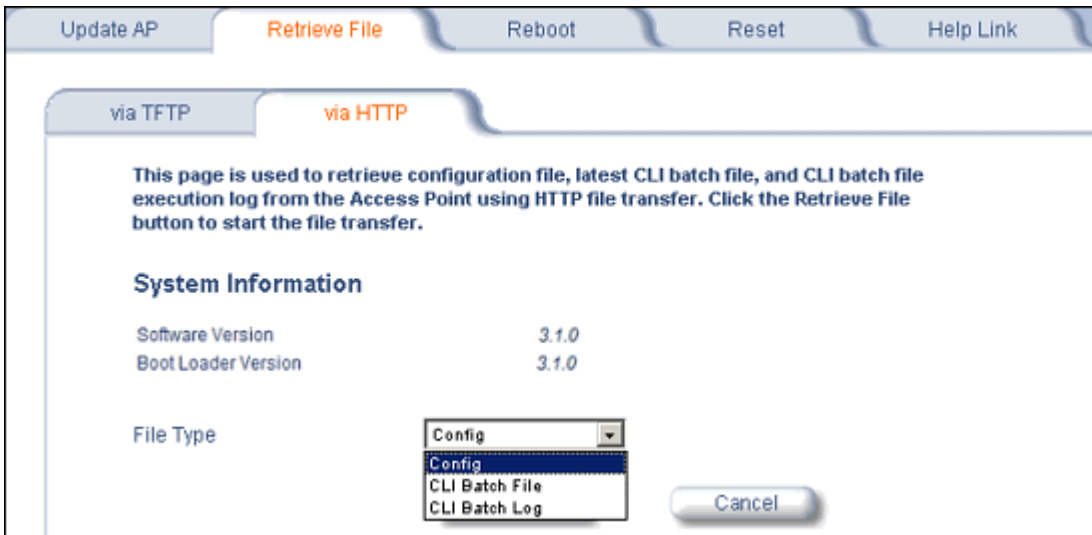 Update AP Retrieve File Reboot Reset Help Link
via TFTP via HTTP
This page is used to retrieve configuration file, latest CLI batch file, and CLI batch file
execution log from the Access Point using HTTP file transfer. Click the Retrieve File
button to start the file transfer.
System Information
Software Version 3.1.0
Boot Loader Version 3.1.0
File Type Config
Config
CLI Batch File
CLI Batch Log
Cancel